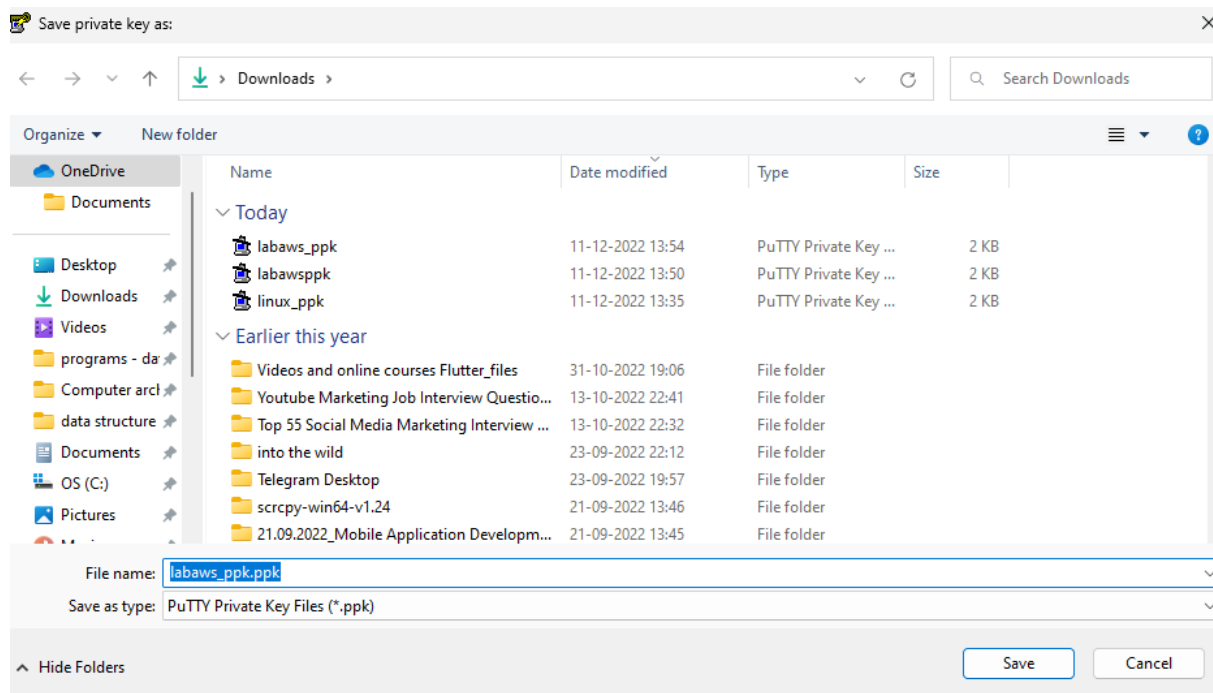 Save private key as:
Downloads
Search Downloads
Organize New folder
OneDrive
Documents
Desktop
Downloads
Videos
programs - da
Computer arcl
data structure
Documents
OS (C:)
Pictures
Name Date modified Type Size
Today
labaws_ppk 11-12-2022 13:54 PuTTY Private Key ... 2 KB
labawsppk 11-12-2022 13:50 PuTTY Private Key ... 2 KB
linux_ppk 11-12-2022 13:35 PuTTY Private Key ... 2 KB
Earlier this year
Videos and online courses Flutter_files 31-10-2022 19:06 File folder
Youtube Marketing Job Interview Questio... 13-10-2022 22:41 File folder
Top 55 Social Media Marketing Interview ... 13-10-2022 22:32 File folder
into the wild 23-09-2022 22:12 File folder
Telegram Desktop 23-09-2022 19:57 File folder
scrcpy-win64-v1.24 21-09-2022 13:46 File folder
21.09.2022_Mobile Application Developm... 21-09-2022 13:45 File folder
File name: labaws_ppk.ppk
Save as type: PuTTY Private Key Files (*.ppk)
Hide Folders
Save Cancel